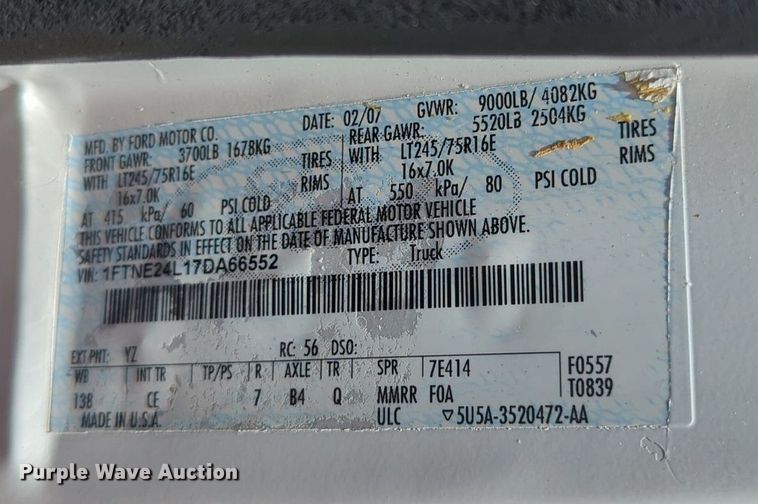 DATE: 02/07 GVWR: 9000LB/ 4082KG
MFD. BY FORD MOTOR CO.
FRONT GAWR: 3700LB 1678KG REAR GAWR: 5520LB 2504KG
WITH LT245/75R16E TIRES WITH LT245/75R16E TIRES
16x7.0K RIMS 16x7.0K RIMS
AT 415 kPa/ 60 PSI COLD AT 550 kPa/ 80 PSI COLD
THIS VEHICLE CONFORMS TO ALL APPLICABLE FEDERAL MOTOR VEHICLE
SAFETY STANDARDS IN EFFECT ON THE DATE OF MANUFACTURE SHOWN ABOVE.
VIN: 1FTNE24L17DA66552 TYPE: Truck
EXT PNT: YZ RC: 56 DSO:
WB INT TR TP/PS R AXLE TR SPR 7E414 F0557
138 CE 7 B4 Q MMRR F0A T0839
MADE IN U.S.A. ULC ▽5U5A-3520472-AA
Purple Wave Auction